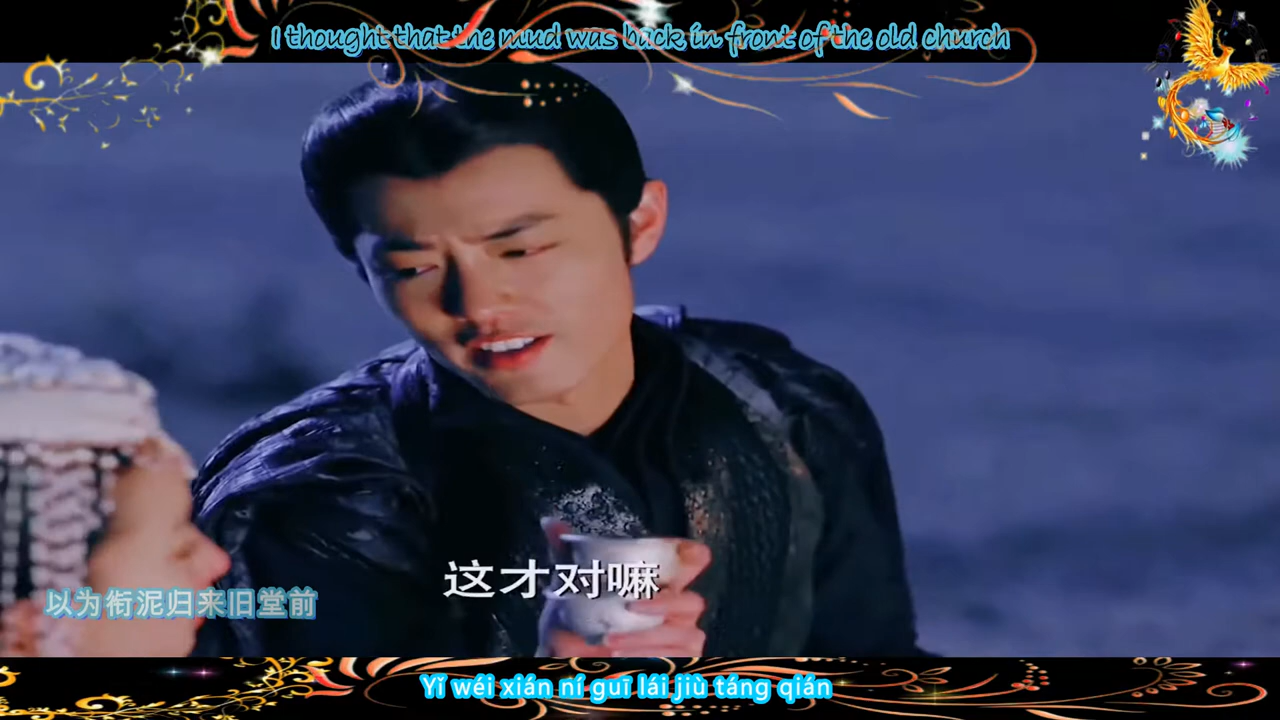 I thought that the mud was back in front of the old church
这才对嘛
以为衔泥归来旧堂前
Yǐ wéi xián ní guī lái jiù táng qián